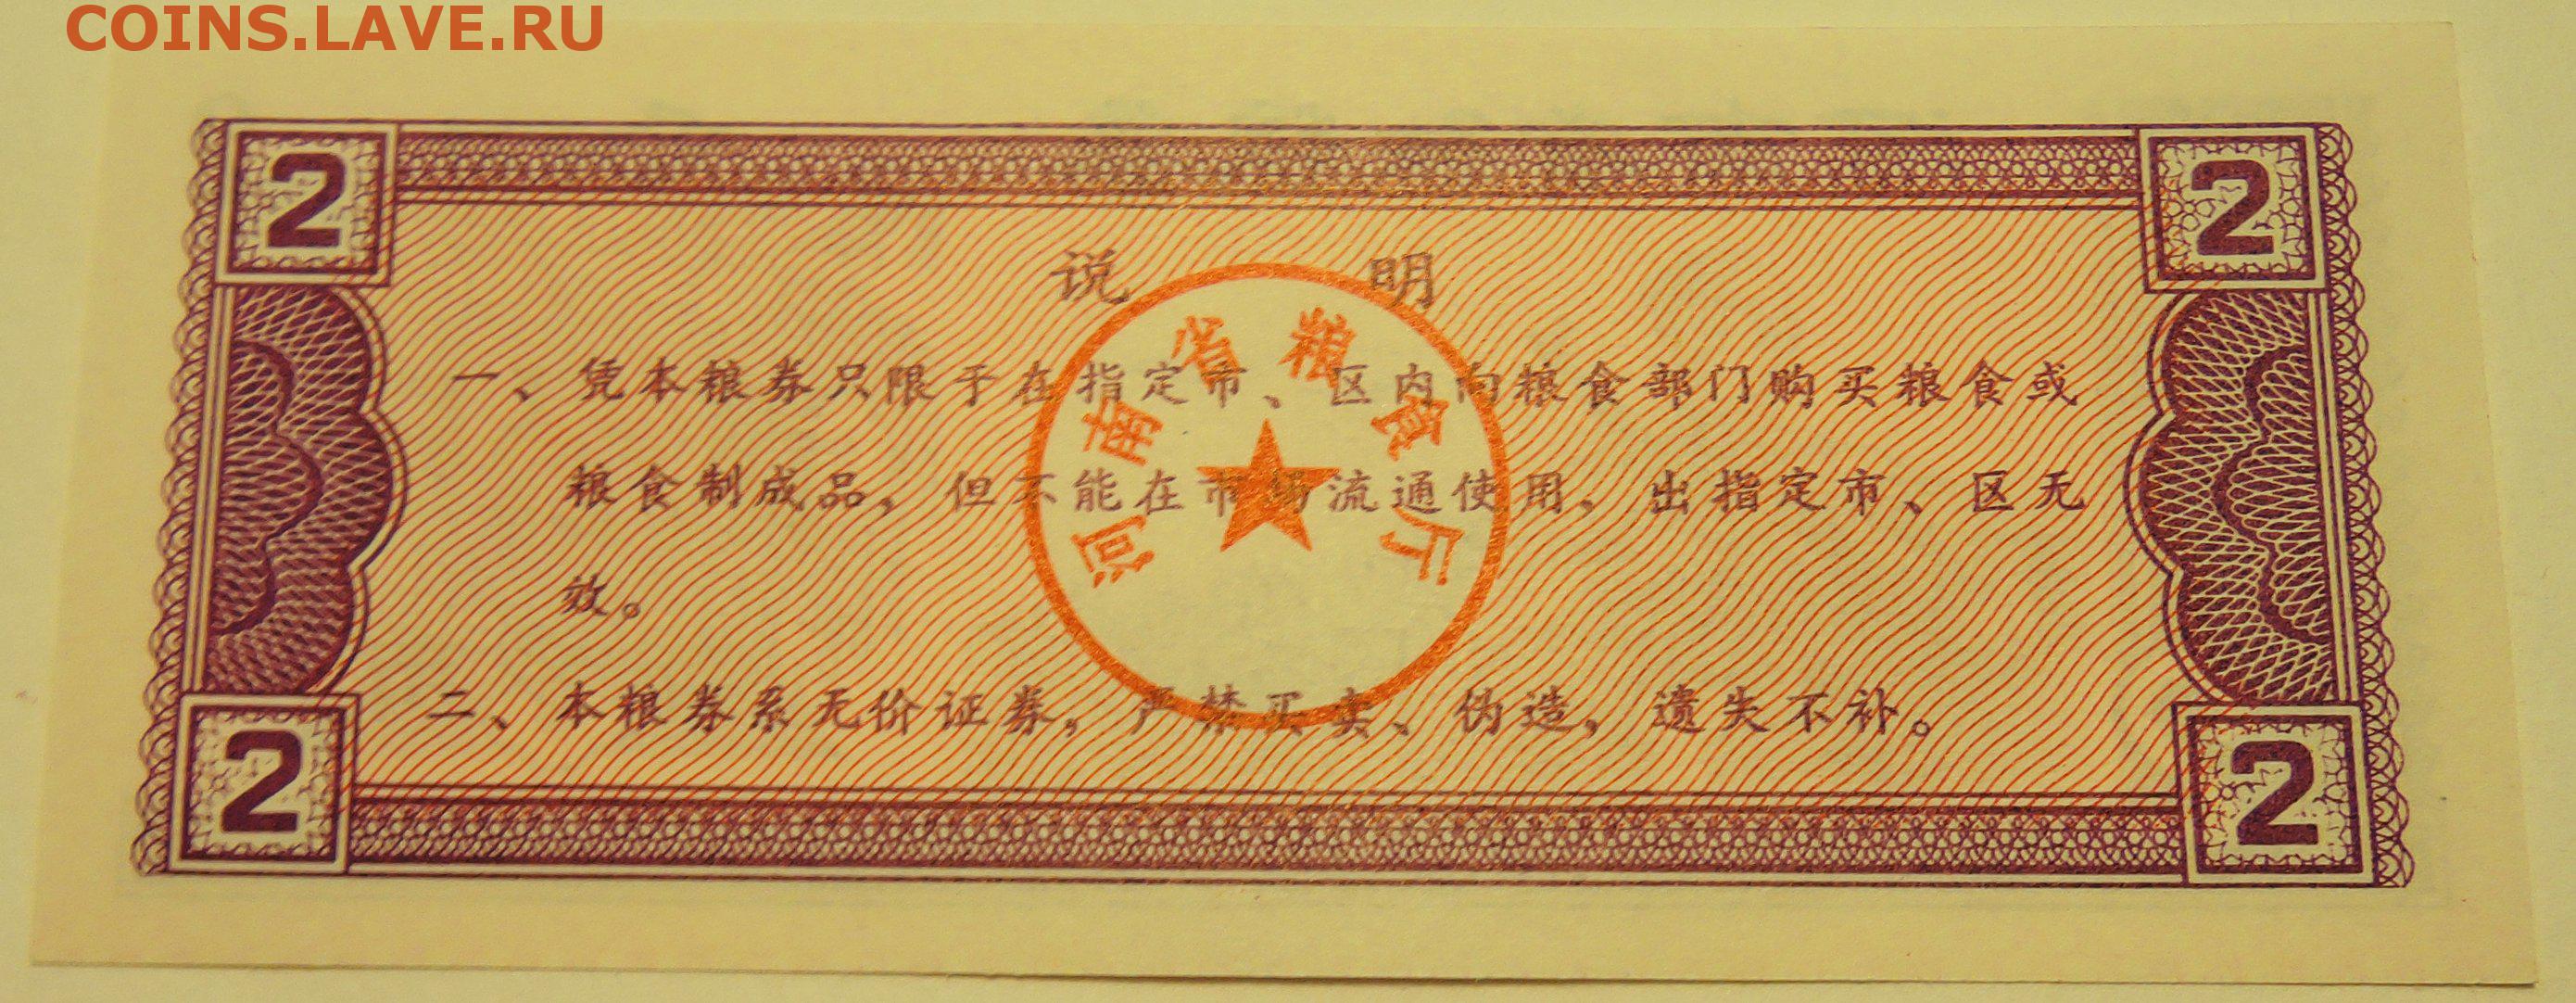 COINS.LAVE.RU
2 2
说 明
河南省粮食厅
一、凭本粮券只限于在指定市、区内向粮食部门购买粮食或
粮食制成品，但不能在市场流通使用。出指定市、区无
效。
二、本粮券系无价证券，严禁买卖、伪造，遗失不补。
2 2